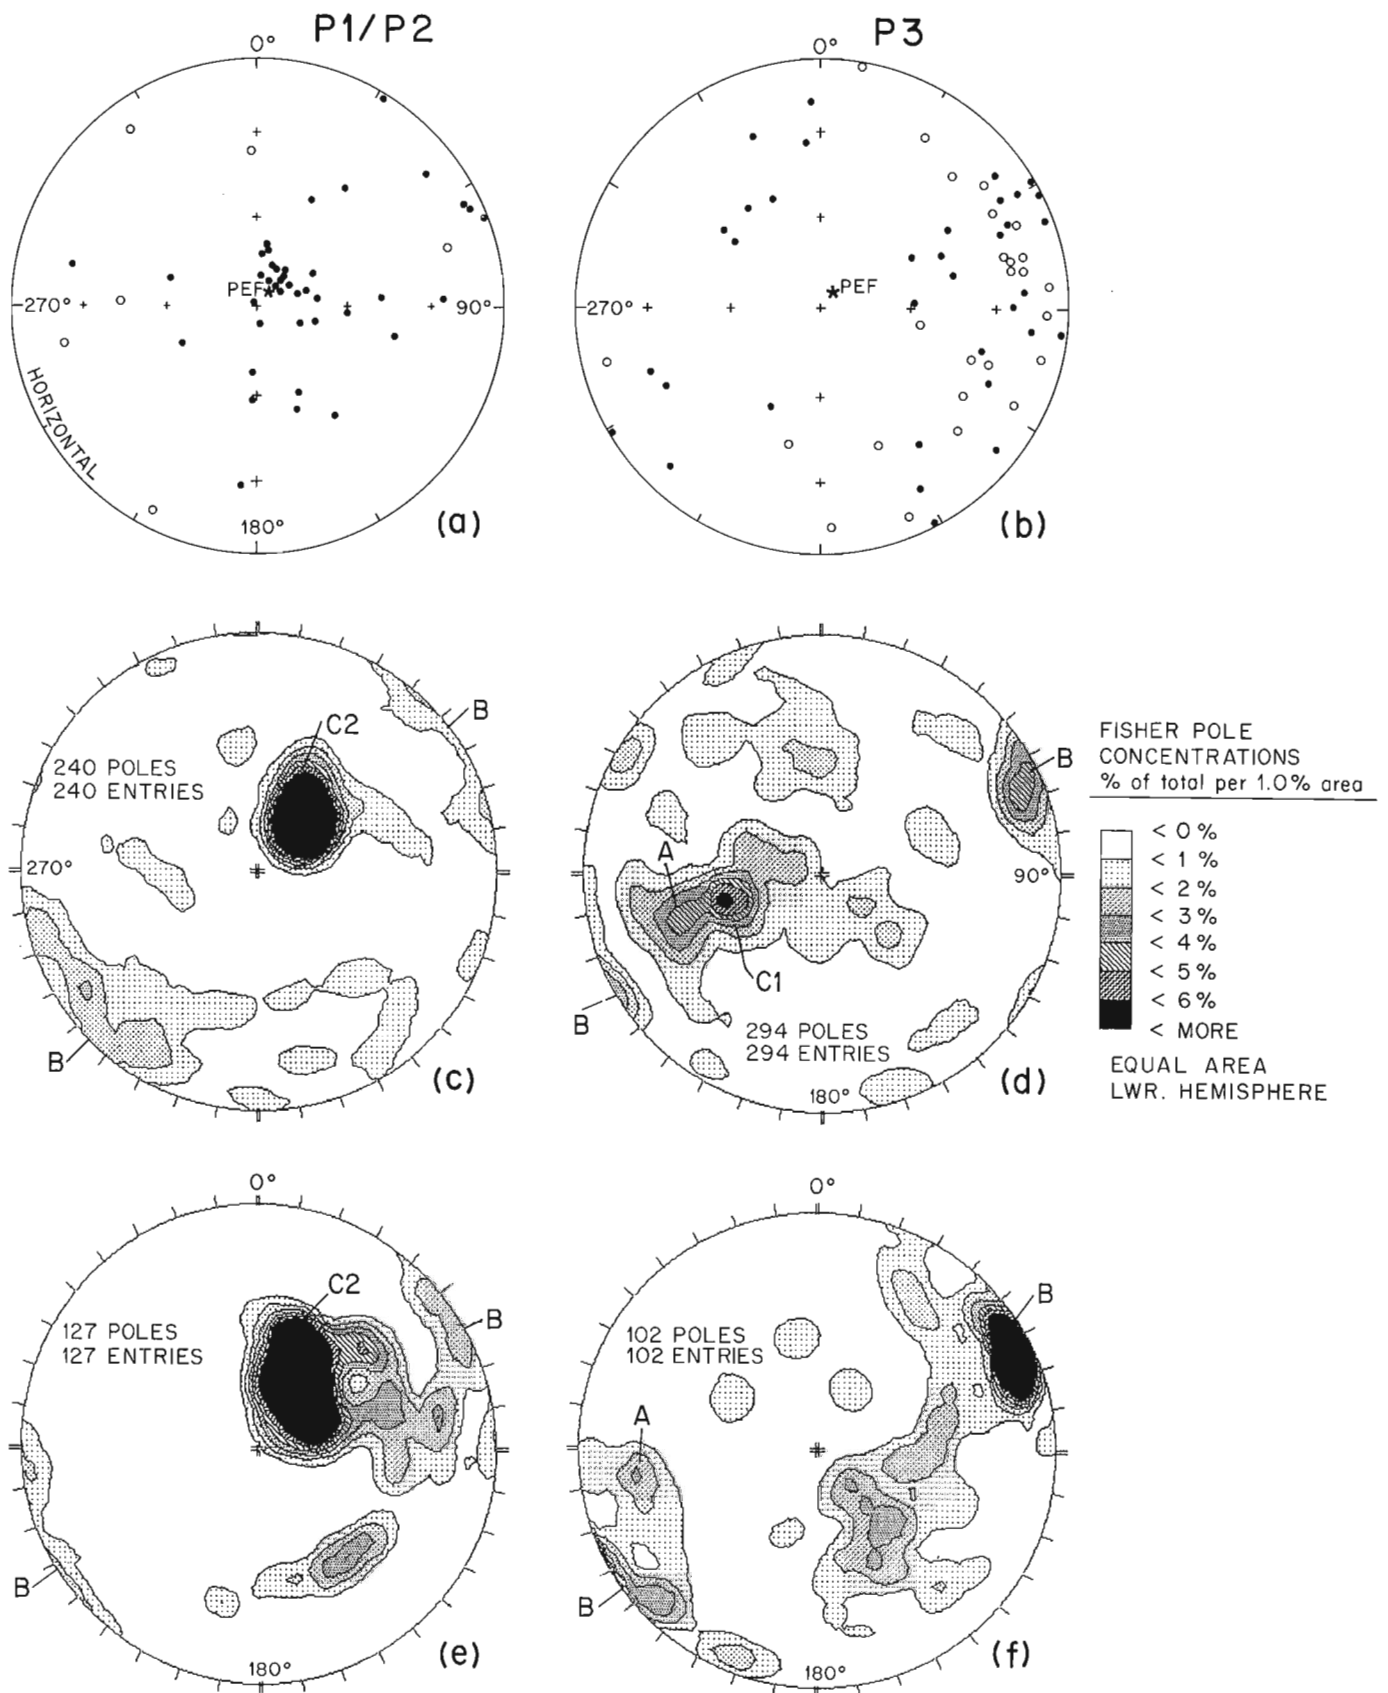 P1/P2
P3
0°
0°
PEF
270°
90°
HORIZONTAL
180°
(a)
PEF
270°
90°
(b)
B
C2
240 POLES
240 ENTRIES
270°
B
(c)
B
A
90°
C1
B
294 POLES
294 ENTRIES
180°
(d)
FISHER POLE
CONCENTRATIONS
% of total per 1.0% area
< 0 %
< 1 %
< 2 %
< 3 %
< 4 %
< 5 %
< 6 %
< MORE
EQUAL AREA
LWR. HEMISPHERE
0°
C2
B
127 POLES
127 ENTRIES
B
180°
(e)
0°
B
102 POLES
102 ENTRIES
A
B
180°
(f)